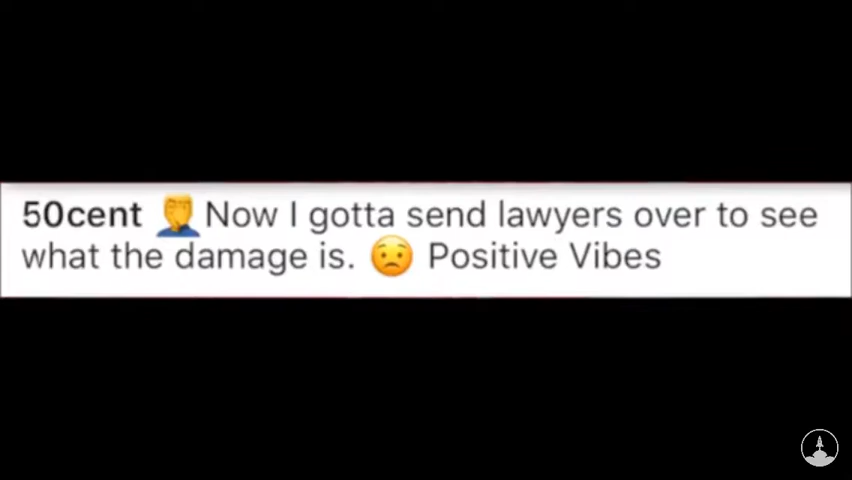 50cent 🤦‍♂️Now I gotta send lawyers over to see
what the damage is. 😟 Positive Vibes